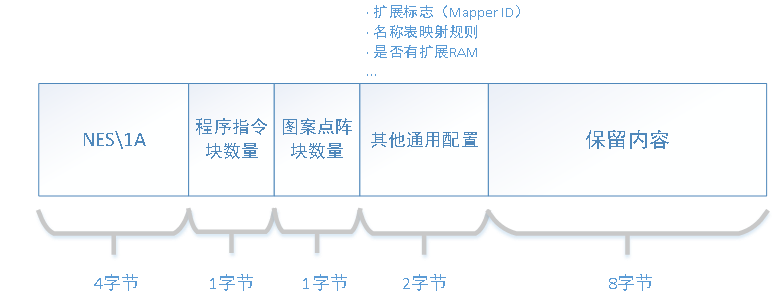 · 扩展标志（Mapper ID）
· 名称表映射规则
· 是否有扩展RAM
...
NES\1A
程序指令
块数量
图案点阵
块数量
其他通用配置
保留内容
4字节
1字节
1字节
2字节
8字节